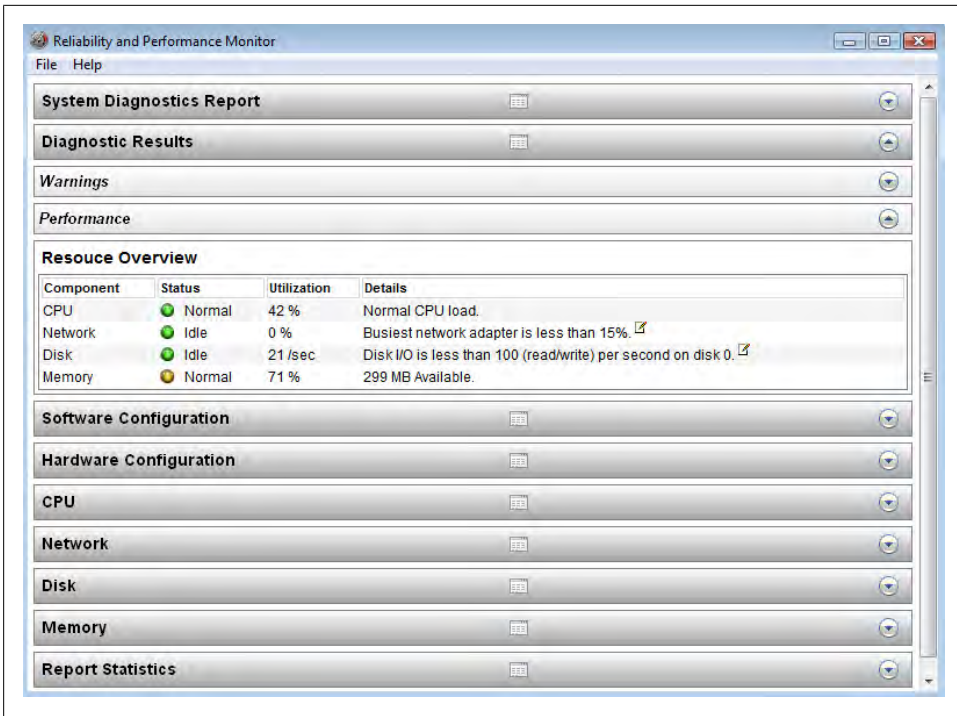 Reliability and Performance Monitor
File Help
System Diagnostics Report
Diagnostic Results
Warnings
Performance
Resouce Overview
Component Status Utilization Details
CPU Normal 42 % Normal CPU load.
Network Idle 0 % Busiest network adapter is less than 15%.
Disk Idle 21 /sec Disk I/O is less than 100 (read/write) per second on disk 0.
Memory Normal 71 % 299 MB Available.
Software Configuration
Hardware Configuration
CPU
Network
Disk
Memory
Report Statistics